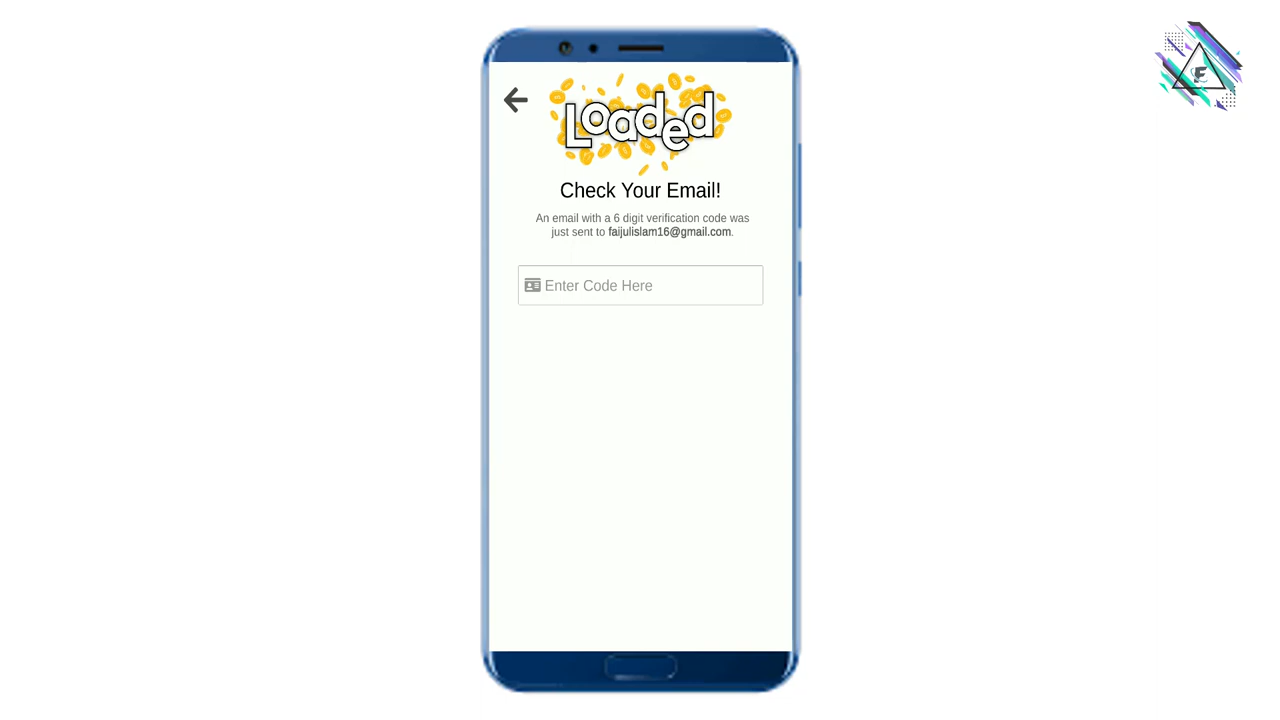 Loaded
Check Your Email!
An email with a 6 digit verification code was
just sent to faijulislam16@gmail.com.
Enter Code Here